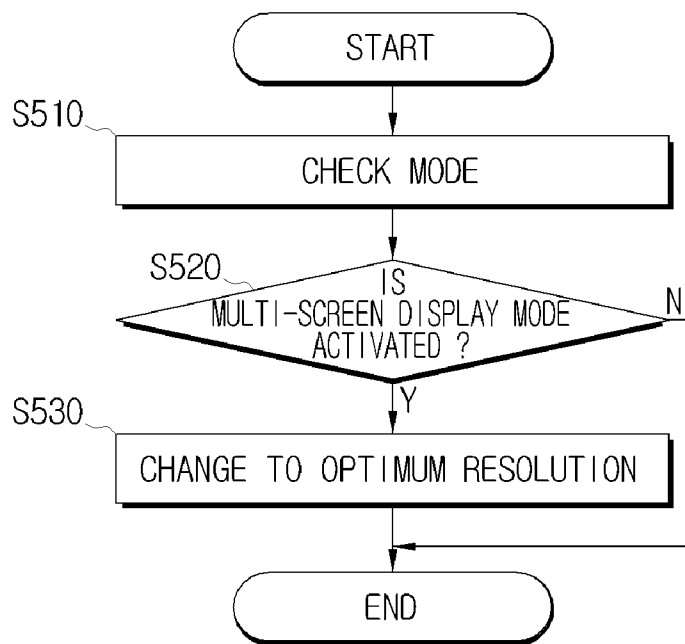 START
S510
CHECK MODE
S520
IS
MULTI-SCREEN DISPLAY MODE
ACTIVATED ?
N
Y
S530
CHANGE TO OPTIMUM RESOLUTION
END